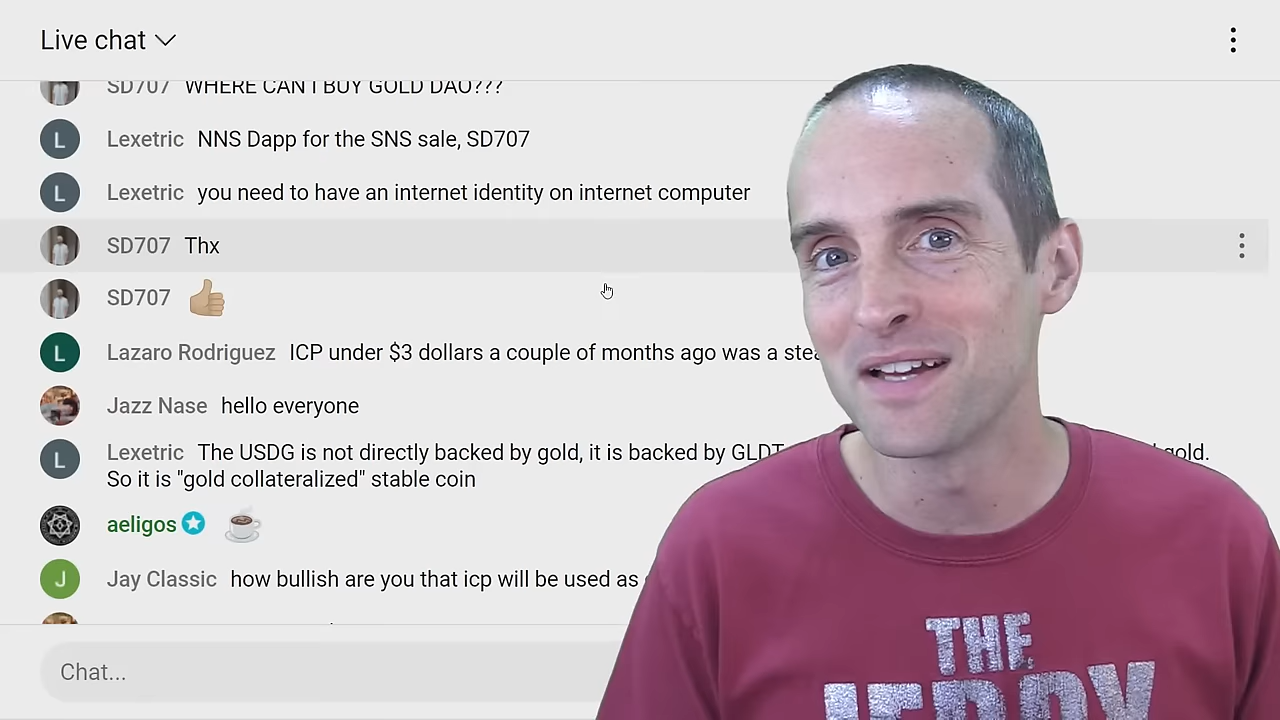 Live chat
SD707 WHERE CAN I BUY GOLD DAO???
L Lexetric NNS Dapp for the SNS sale, SD707
L Lexetric you need to have an internet identity on internet computer
SD707 Thx
SD707 👍🏼
L Lazaro Rodriguez ICP under $3 dollars a couple of months ago was a
Jazz Nase hello everyone
L Lexetric The USDG is not directly backed by gold, it is backed by GLDT gold.
So it is "gold collateralized" stable coin
aeligos ☕
J Jay Classic how bullish are you that icp will be used as
Chat...
THE